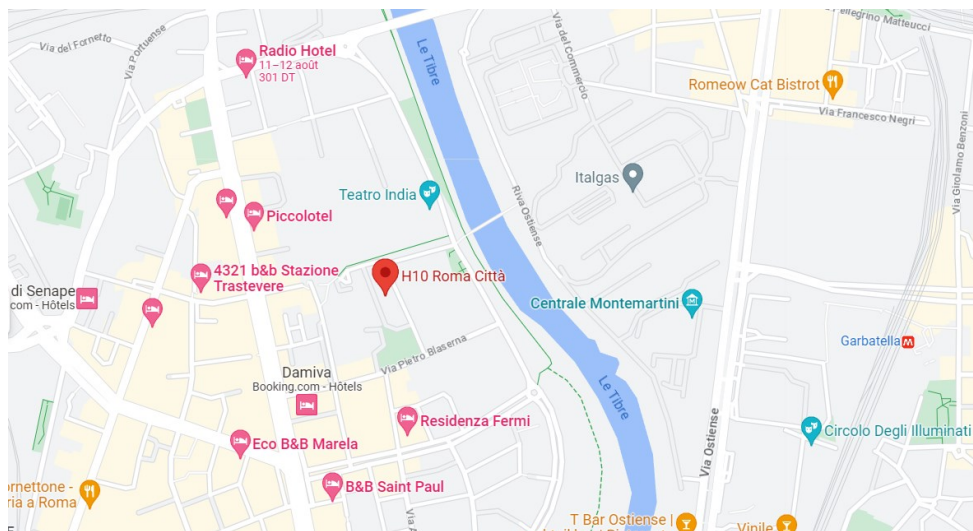 Pellegrino Matteucci
Via del Fornetto
Via Portuense
Radio Hotel
11–12 août
301 DT
Le Tibre
Via del Commercio
Romeow Cat Bistrot
Via Francesco Negri
Via Girolamo Benzoni
Italgas
Teatro India
Riva Ostiense
Piccolotel
4321 b&b Stazione
Trastevere
H10 Roma Città
di Senape
com - Hôtels
Centrale Montemartini
Garbatella
M
Via Pietro Blaserna
Damiva
Booking.com - Hôtels
Le Tibre
Residenza Fermi
Via Ostiense
Circolo Degli Illuminati
Eco B&B Marela
B&B Saint Paul
ornettone -
ria a Roma
T Bar Ostiense |
Vinile